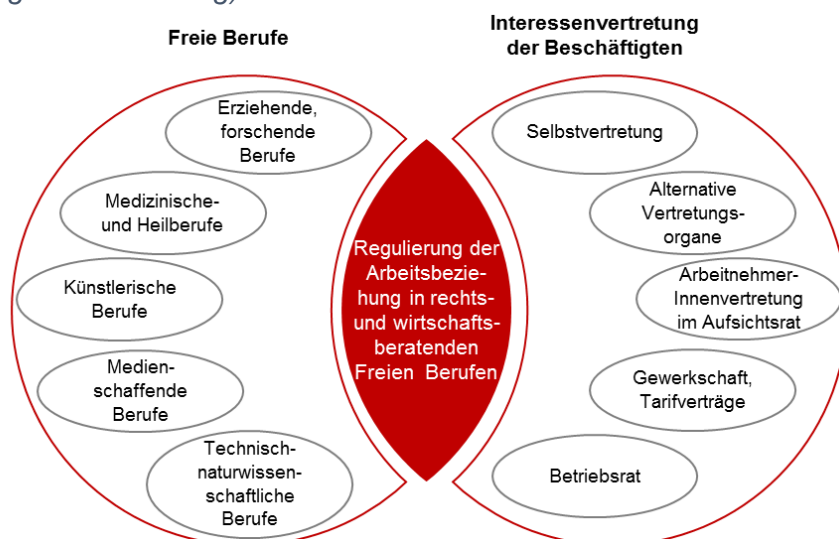 Freie Berufe
Interessenvertretung
der Beschäftigten
Erziehende,
forschende
Berufe
Medizinische-
und Heilberufe
Künstlerische
Berufe
Medien-
schaffende
Berufe
Technisch-
naturwissen-
schaftliche
Berufe
Regulierung der
Arbeitsbezie-
hung in rechts-
und wirtschafts-
beratenden
Freien Berufen
Selbstvertretung
Alternative
Vertretungs-
organe
Arbeitnehmer-
Innenvertretung
im Aufsichtsrat
Gewerkschaft,
Tarifverträge
Betriebsrat